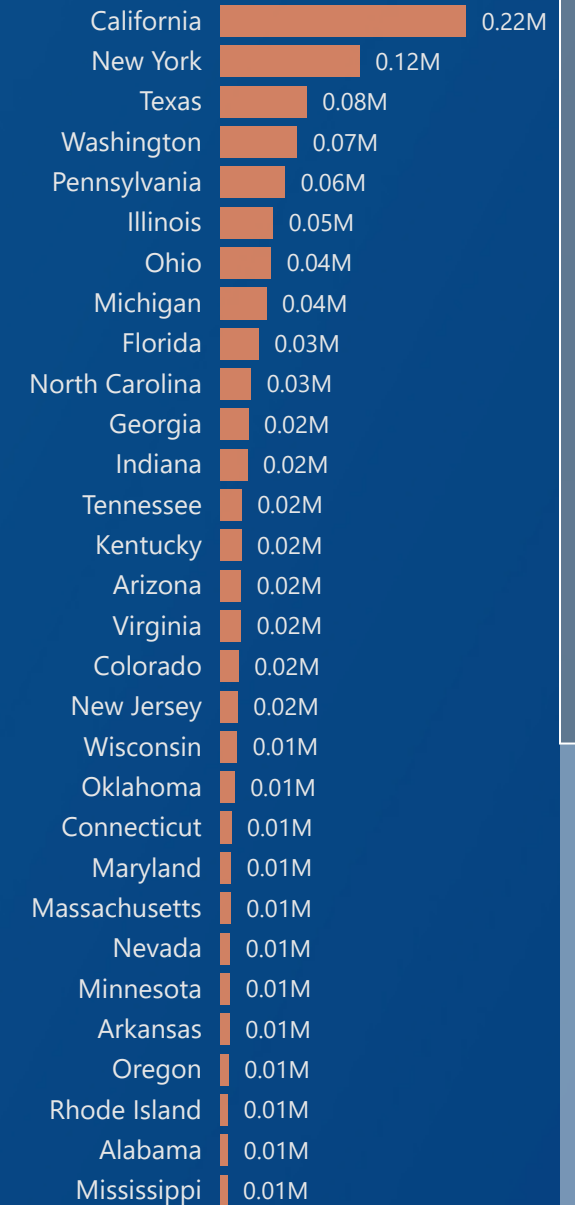 California 0.22M
New York 0.12M
Texas 0.08M
Washington 0.07M
Pennsylvania 0.06M
Illinois 0.05M
Ohio 0.04M
Michigan 0.04M
Florida 0.03M
North Carolina 0.03M
Georgia 0.02M
Indiana 0.02M
Tennessee 0.02M
Kentucky 0.02M
Arizona 0.02M
Virginia 0.02M
Colorado 0.02M
New Jersey 0.02M
Wisconsin 0.01M
Oklahoma 0.01M
Connecticut 0.01M
Maryland 0.01M
Massachusetts 0.01M
Nevada 0.01M
Minnesota 0.01M
Arkansas 0.01M
Oregon 0.01M
Rhode Island 0.01M
Alabama 0.01M
Mississippi 0.01M